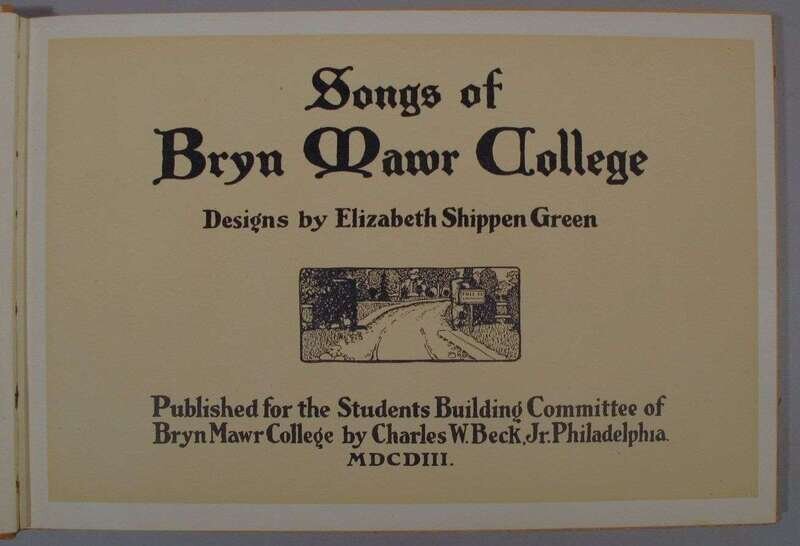 Songs of
Bryn Mawr College
Designs by Elizabeth Shippen Green
Published for the Students Building Committee of
Bryn Mawr College by Charles W. Beck, Jr. Philadelphia.
MDCDIII.